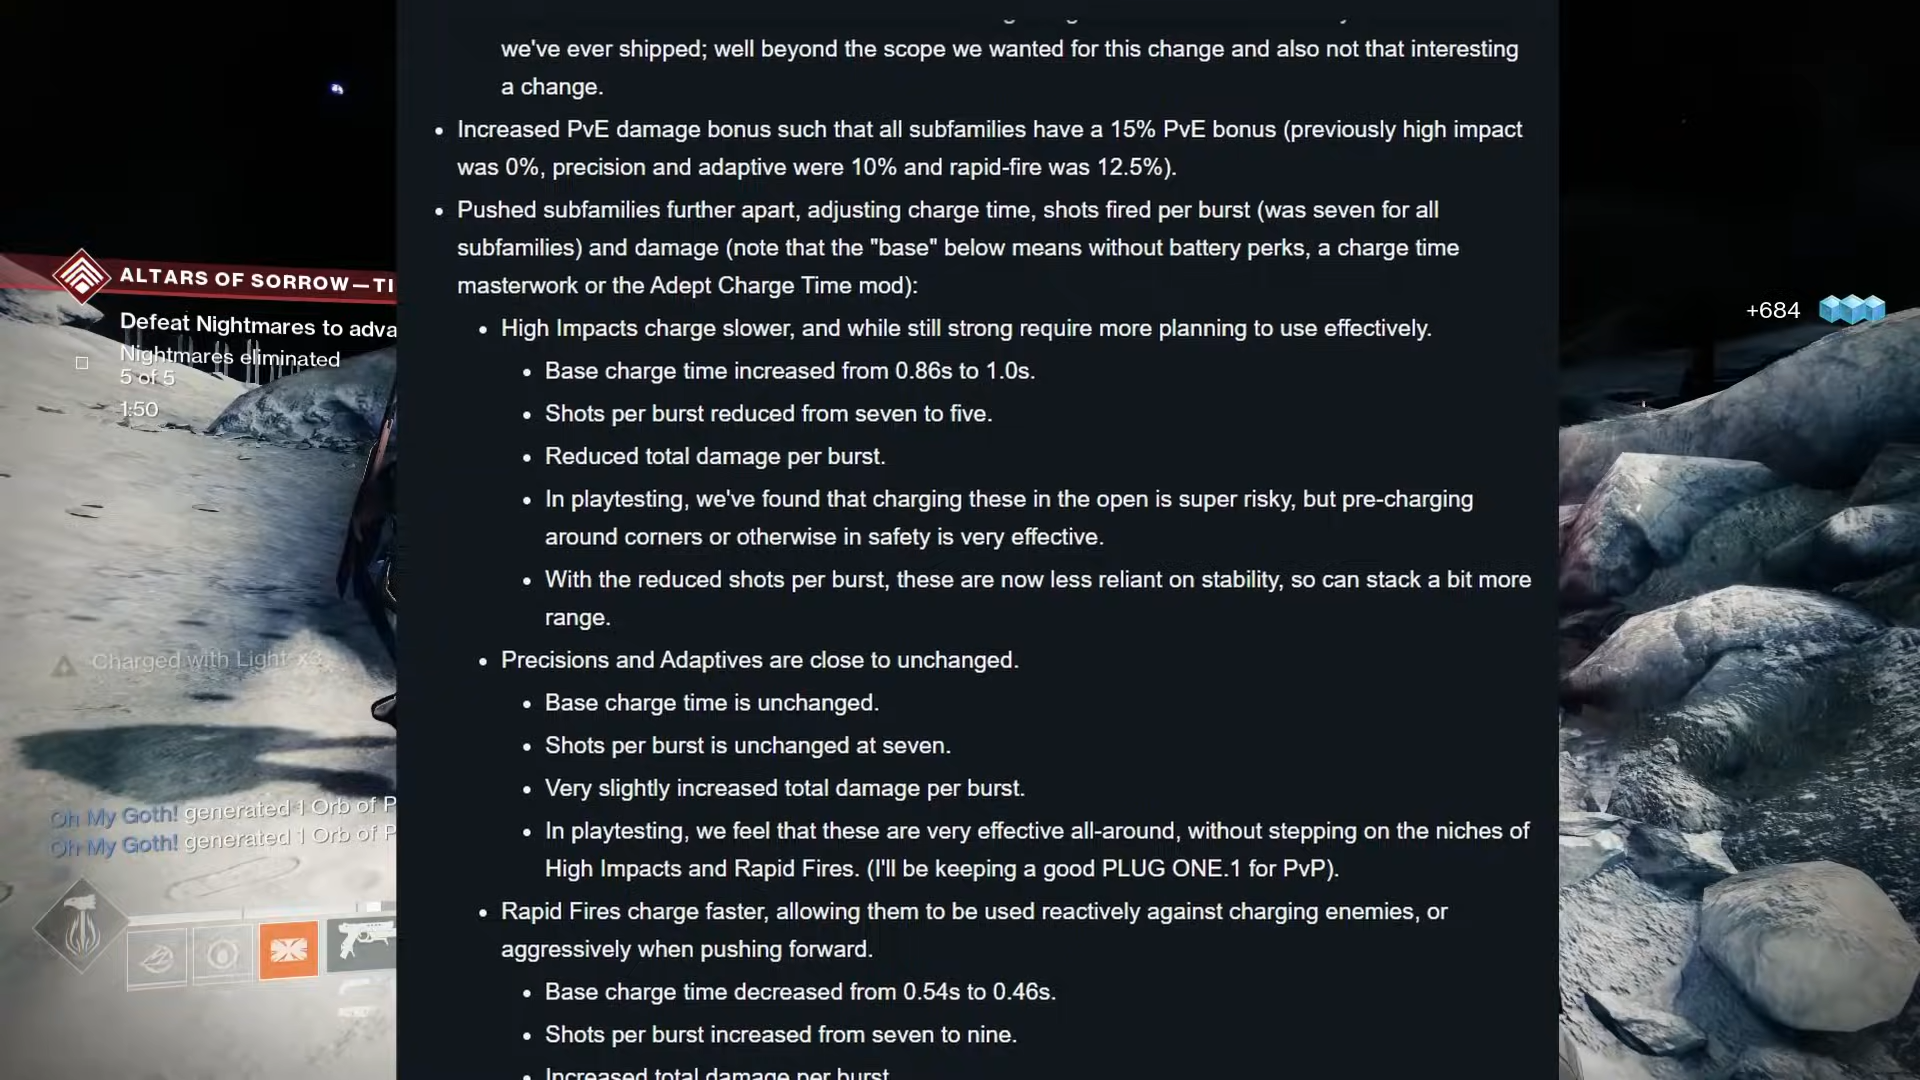 we've ever shipped; well beyond the scope we wanted for this change and also not that interesting
a change.
• Increased PvE damage bonus such that all subfamilies have a 15% PvE bonus (previously high impact
was 0%, precision and adaptive were 10% and rapid-fire was 12.5%).
• Pushed subfamilies further apart, adjusting charge time, shots fired per burst (was seven for all
subfamilies) and damage (note that the "base" below means without battery perks, a charge time
masterwork or the Adept Charge Time mod):
• High Impacts charge slower, and while still strong require more planning to use effectively.
• Base charge time increased from 0.86s to 1.0s.
• Shots per burst reduced from seven to five.
• Reduced total damage per burst.
• In playtesting, we've found that charging these in the open is super risky, but pre-charging
around corners or otherwise in safety is very effective.
• With the reduced shots per burst, these are now less reliant on stability, so can stack a bit more
range.
• Precisions and Adaptives are close to unchanged.
• Base charge time is unchanged.
• Shots per burst is unchanged at seven.
• Very slightly increased total damage per burst.
• In playtesting, we feel that these are very effective all-around, without stepping on the niches of
High Impacts and Rapid Fires. (I'll be keeping a good PLUG ONE.1 for PvP).
• Rapid Fires charge faster, allowing them to be used reactively against charging enemies, or
aggressively when pushing forward.
• Base charge time decreased from 0.54s to 0.46s.
• Shots per burst increased from seven to nine.
• Increased total damage per burst.
ALTARS OF SORROW—TI
Defeat Nightmares to adva
Nightmares eliminated
5 of 5
1:50
Charged with Light x3
Oh My Goth! generated 1 Orb of P
Oh My Goth! generated 1 Orb of P
+684